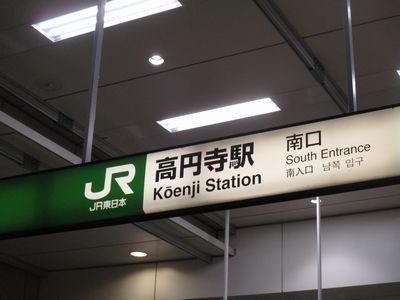 JR
JR東日本
高円寺駅
Kōenji Station
南口
South Entrance
南入口 남쪽 입구